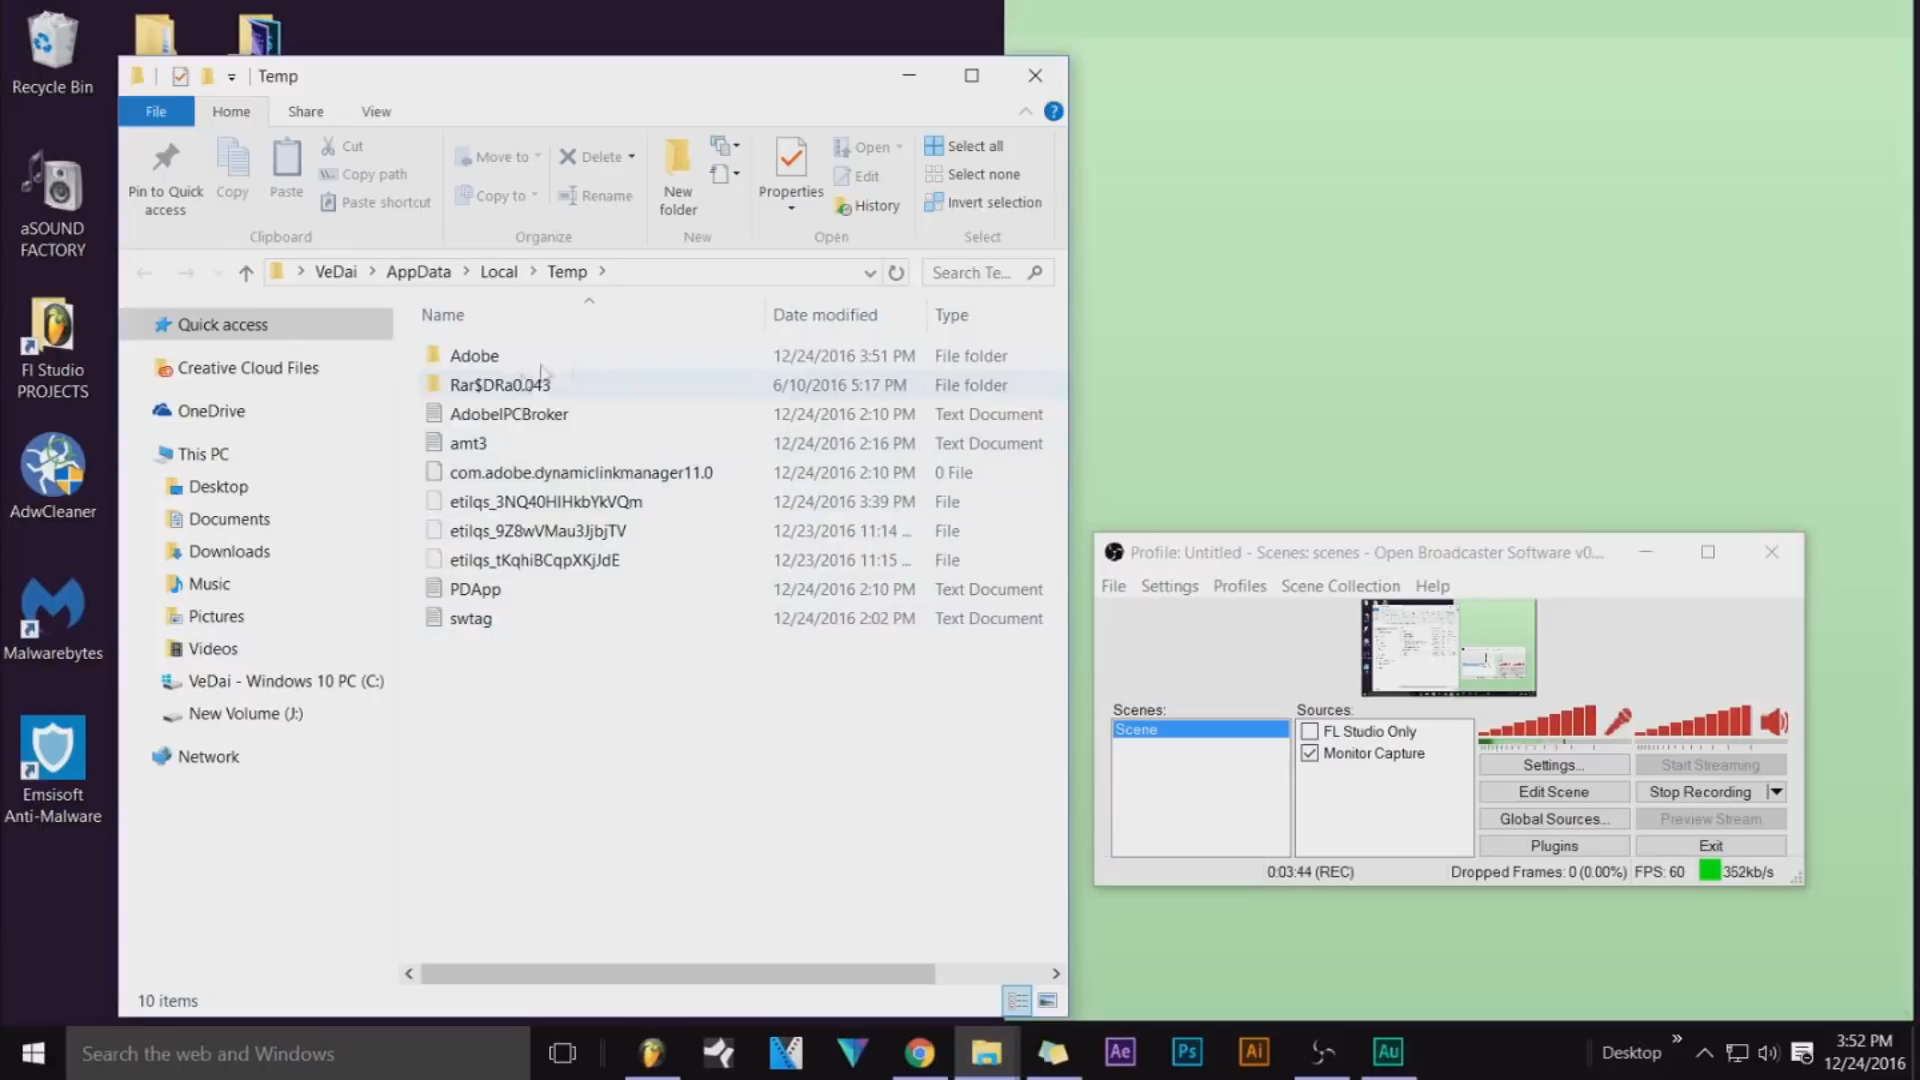 Recycle Bin
aSOUND
FACTORY
Fl Studio
PROJECTS
AdwCleaner
Malwarebytes
Emsisoft
Anti-Malware
Temp
File
Home
Share
View
?
Pin to Quick
access
Copy
Paste
Cut
Copy path
Paste shortcut
Clipboard
Move to
Copy to
Delete
Rename
Organize
New
folder
New
Properties
Open
Edit
History
Open
Select all
Select none
Invert selection
Select
VeDai > AppData > Local > Temp >
Search Te...
Quick access
Creative Cloud Files
OneDrive
This PC
Desktop
Documents
Downloads
Music
Pictures
Videos
VeDai - Windows 10 PC (C:)
New Volume (J:)
Network
Name Date modified Type
Adobe 12/24/2016 3:51 PM File folder
Rar$DRa0.043 6/10/2016 5:17 PM File folder
AdobeIPCBroker 12/24/2016 2:10 PM Text Document
amt3 12/24/2016 2:16 PM Text Document
com.adobe.dynamiclinkmanager11.0 12/24/2016 2:10 PM 0 File
etilqs_3NQ40HIHkbYkVQm 12/24/2016 3:39 PM File
etilqs_9Z8wVMau3JjbjTV 12/23/2016 11:14 ... File
etilqs_tKqhiBCqpXKjJdE 12/23/2016 11:15 ... File
PDApp 12/24/2016 2:10 PM Text Document
swtag 12/24/2016 2:02 PM Text Document
10 items
Profile: Untitled - Scenes: scenes - Open Broadcaster Software v0....
File Settings Profiles Scene Collection Help
Scenes:
Scene
Sources:
FL Studio Only
Monitor Capture
Settings...
Start Streaming
Edit Scene
Stop Recording
Global Sources...
Preview Stream
Plugins
Exit
0:03:44 (REC)
Dropped Frames: 0 (0.00%)
FPS: 60
352kb/s
Search the web and Windows
Ae
Ps
Ai
Au
Desktop
3:52 PM
12/24/2016